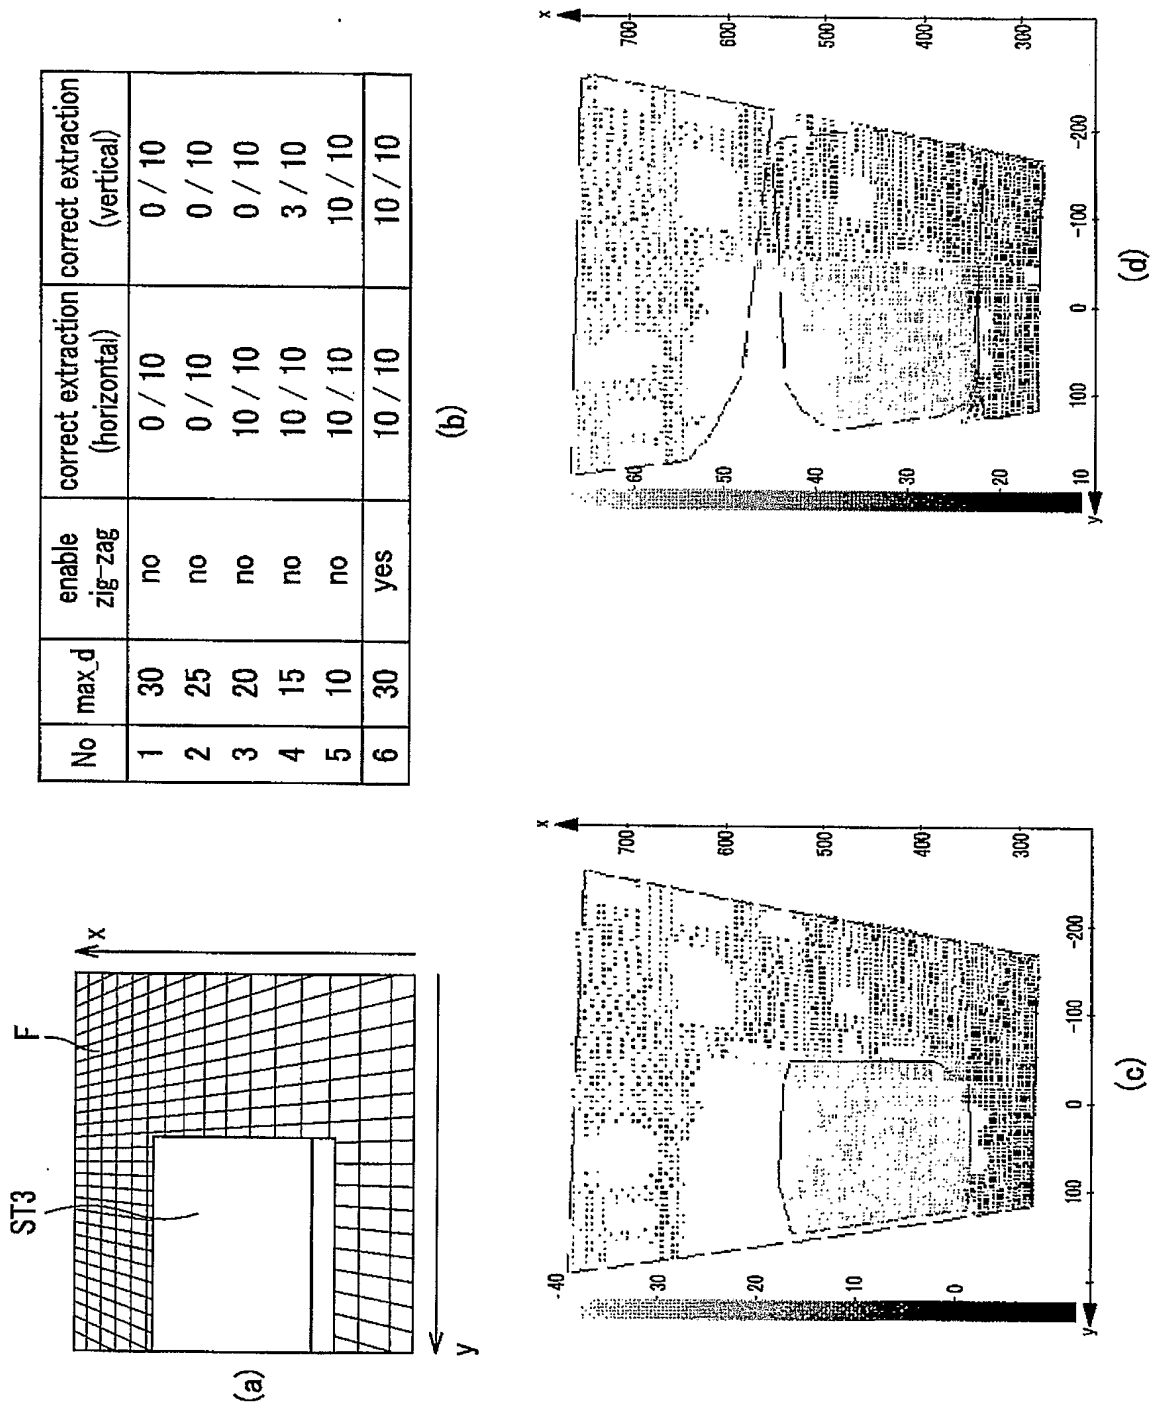 ST3
F
x
y
(a)
No max_d enable zig-zag correct extraction (horizontal) correct extraction (vertical)
1 30 no 0 / 10 0 / 10
2 25 no 0 / 10 0 / 10
3 20 no 10 / 10 0 / 10
4 15 no 10 / 10 3 / 10
5 10 no 10 / 10 10 / 10
6 30 yes 10 / 10 10 / 10
(b)
40
30
20
10
0
y
100
0
-100
-200
x
700
600
500
400
300
(c)
60
50
40
30
20
10
y
100
0
-100
-200
x
700
600
500
400
300
(d)